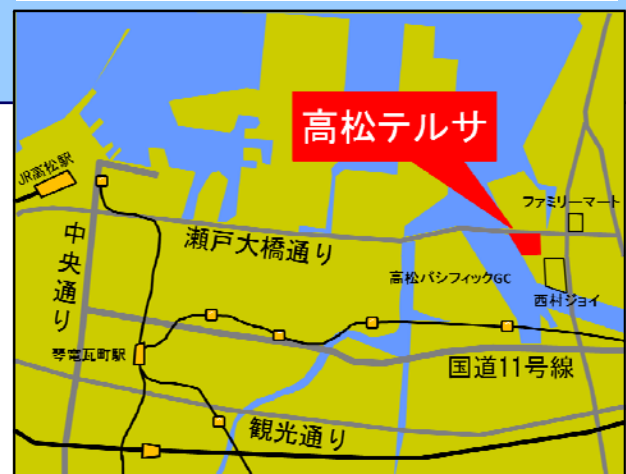 高松テルサ
JR高松駅
ファミリーマート
中央通り
瀬戸大橋通り
高松パシフィックGC
西村ジョイ
琴電瓦町駅
国道11号線
観光通り